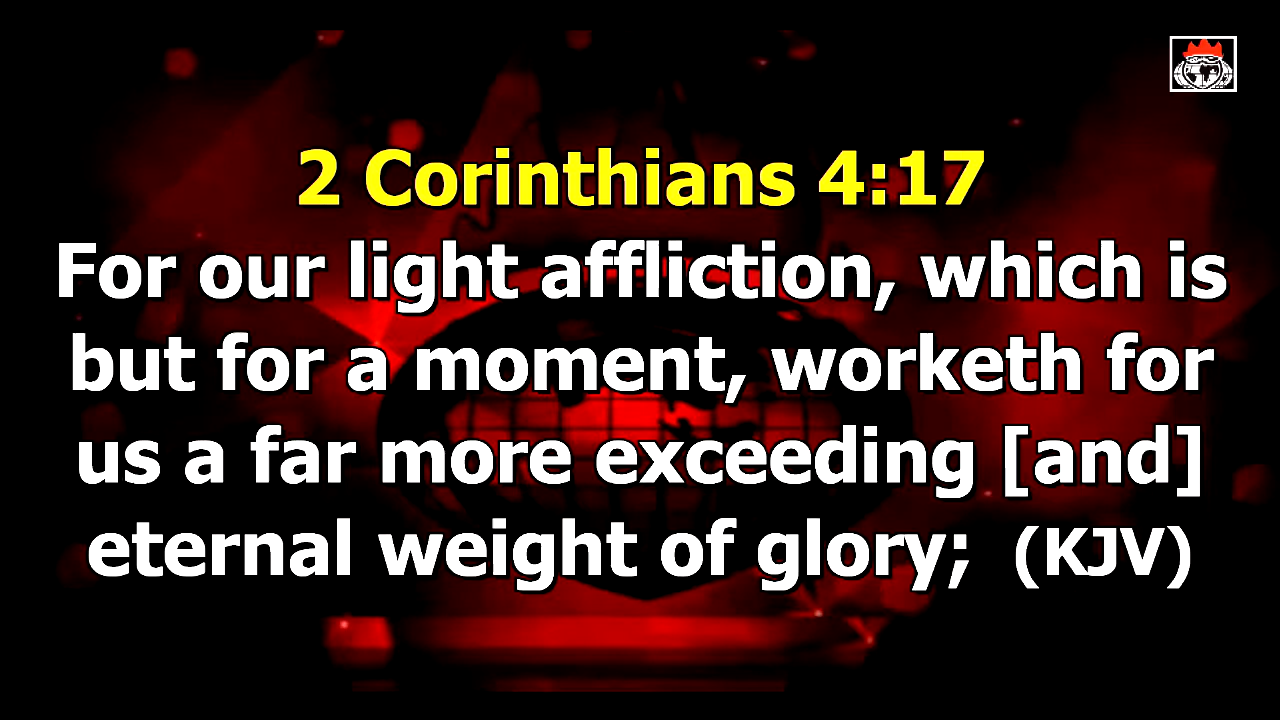 2 Corinthians 4:17
For our light affliction, which is
but for a moment, worketh for
us a far more exceeding [and]
eternal weight of glory;  (KJV)